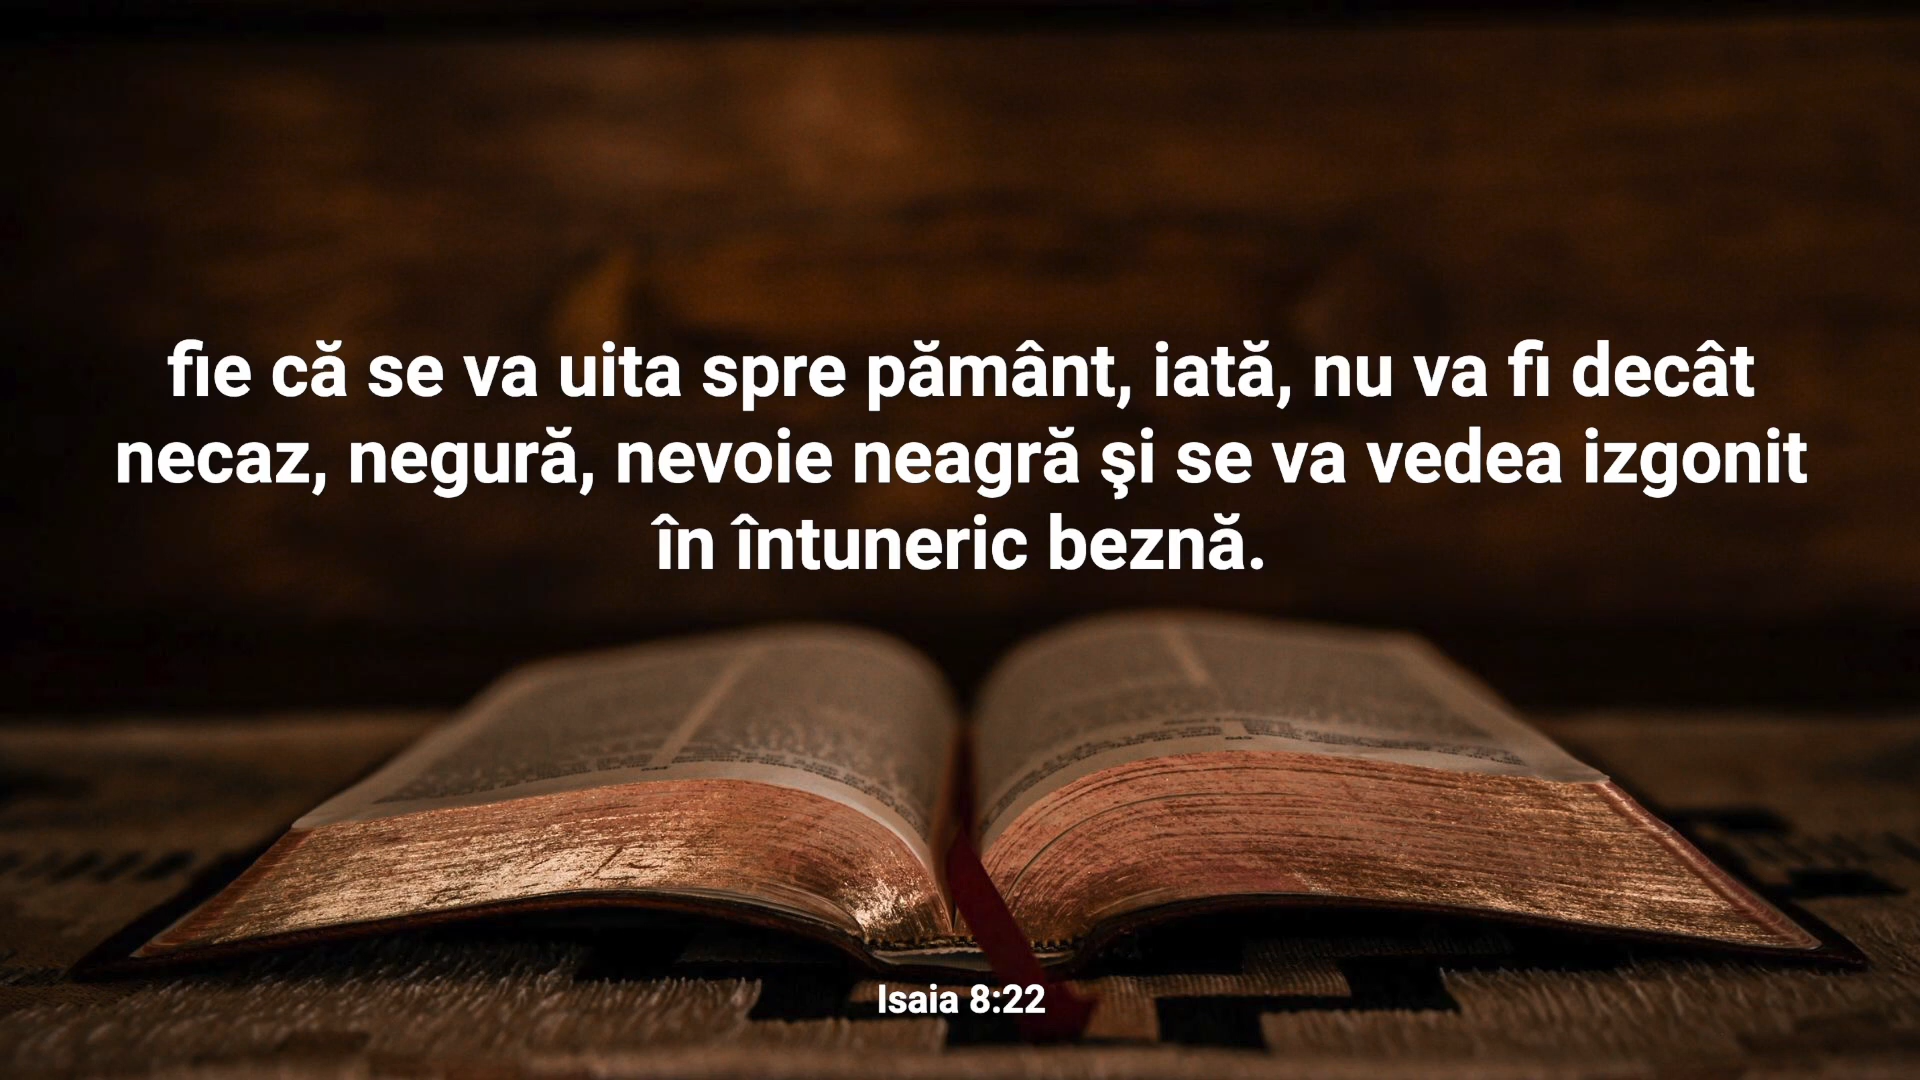 fie că se va uita spre pământ, iată, nu va fi decât
necaz, negură, nevoie neagră şi se va vedea izgonit
în întuneric beznă.
Isaia 8:22